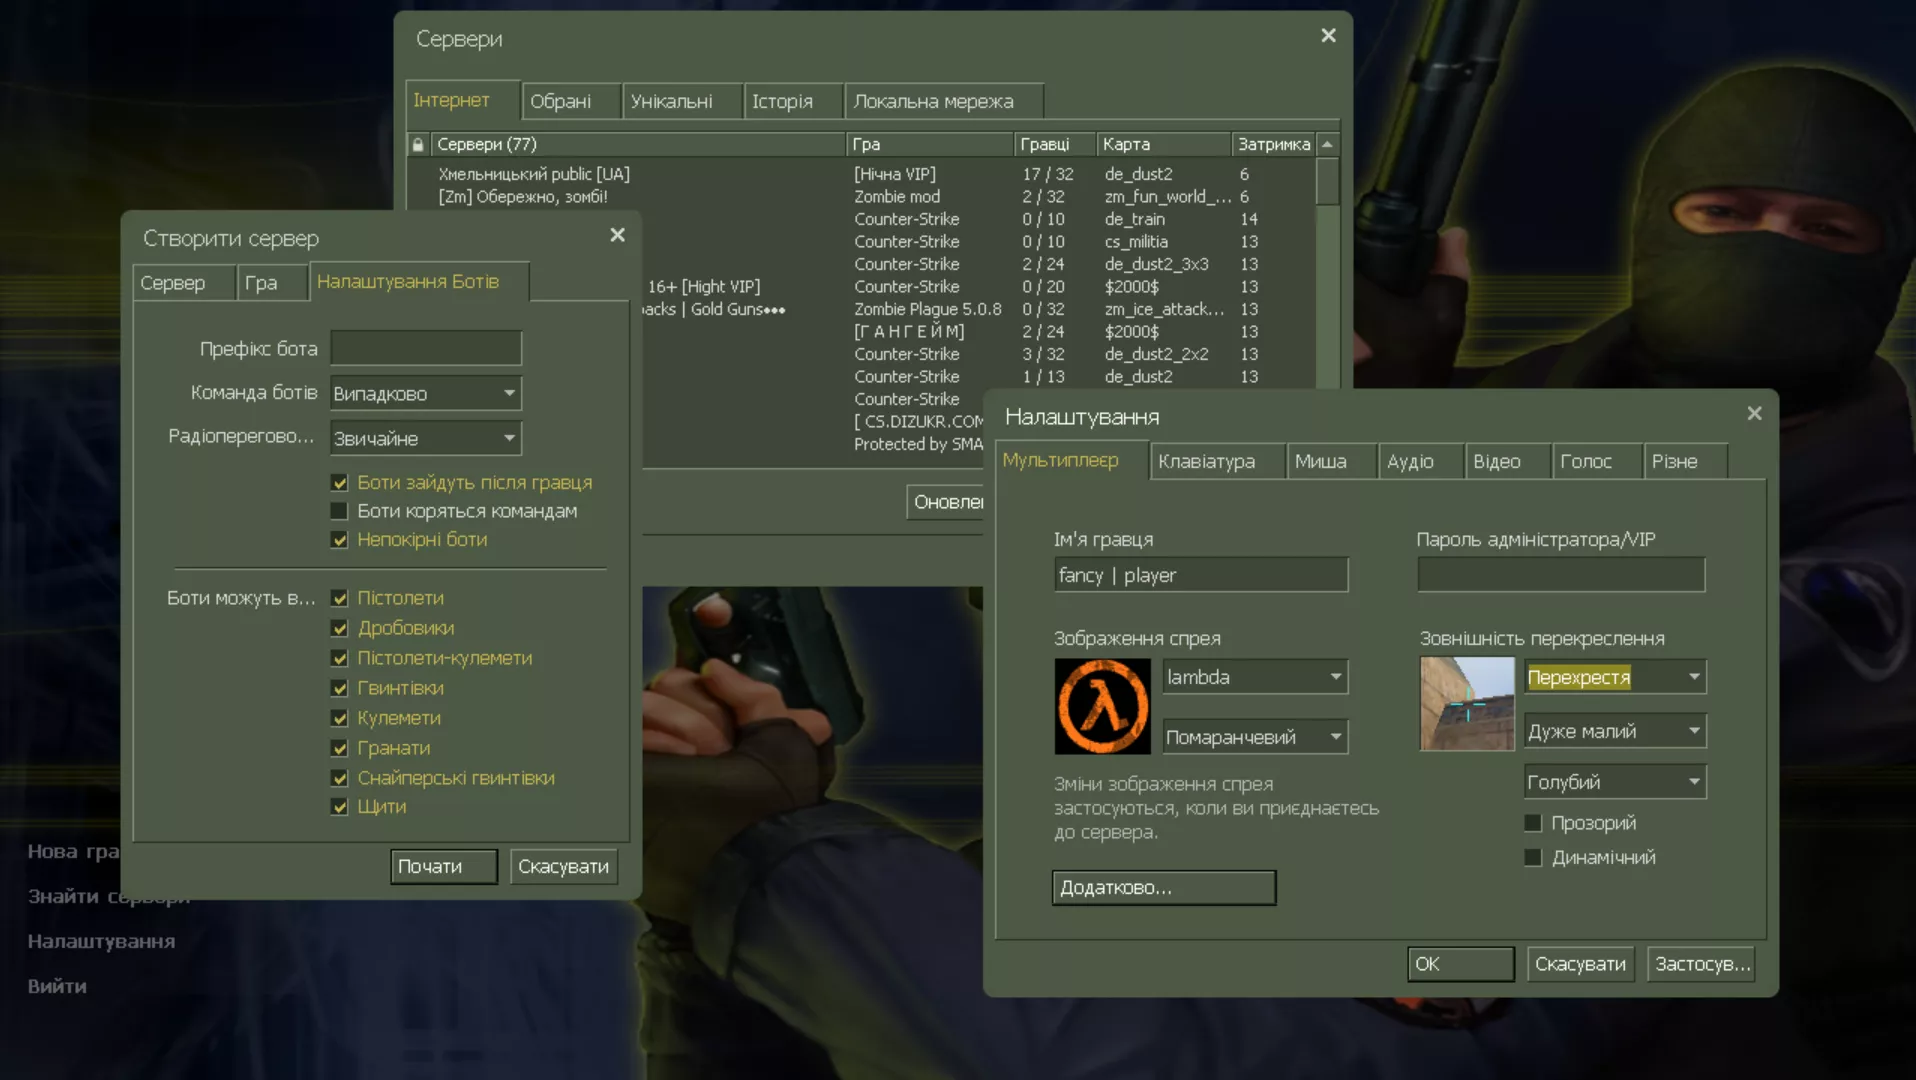 Сервери
Інтернет
Обрані
Унікальні
Історія
Локальна мережа
Сервери (77) Гра Гравці Карта Затримка
Хмельницький public [UA] [Нічна VIP] 17 / 32 de_dust2 6
[Zm] Обережно, зомбі! Zombie mod 2 / 32 zm_fun_world_... 6
Counter-Strike 0 / 10 de_train 14
Counter-Strike 0 / 10 cs_militia 13
Counter-Strike 2 / 24 de_dust2_3x3 13
16+ [Hight VIP] Counter-Strike 0 / 20 $2000$ 13
acks | Gold Guns••• Zombie Plague 5.0.8 0 / 32 zm_ice_attack... 13
[Г А Н Г Е Й М] 2 / 24 $2000$ 13
Counter-Strike 3 / 32 de_dust2_2x2 13
Counter-Strike 1 / 13 de_dust2 13
Counter-Strike
[ CS.DIZUKR.COM
Protected by SMA
Оновле
Створити сервер
Сервер
Гра
Налаштування Ботів
Префікс бота
Команда ботів Випадково
Радіоперегово... Звичайне
Боти зайдуть після гравця
Боти коряться командам
Непокірні боти
Боти можуть в... Пістолети
Дробовики
Пістолети-кулемети
Гвинтівки
Кулемети
Гранати
Снайперські гвинтівки
Щити
Почати
Скасувати
Налаштування
Мультиплеєр
Клавіатура
Миша
Аудіо
Відео
Голос
Різне
Ім'я гравця
fancy | player
Пароль адміністратора/VIP
Зображення спрея
lambda
Помаранчевий
Зміни зображення спрея
застосуються, коли ви приєднаєтесь
до сервера.
Додатково...
Зовнішність перекреслення
Перехрестя
Дуже малий
Голубий
Прозорий
Динамічний
OK
Скасувати
Застосув...
Нова гра
Знайти сервери
Налаштування
Вийти